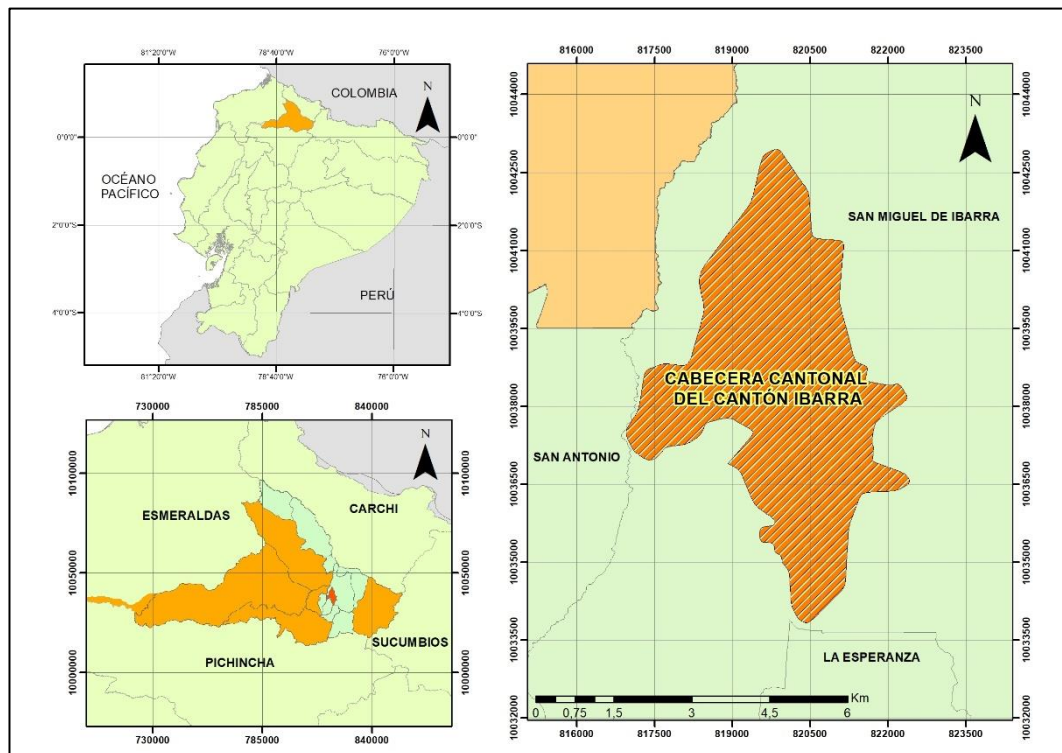 81°20'0"W 78°40'0"W 76°0'0"W
COLOMBIA
N
0°0'0" 0°0'0"
OCÉANO
PACÍFICO
2°0'0"S 2°0'0"S
PERÚ
4°0'0"S 4°0'0"S
81°20'0"W 78°40'0"W 76°0'0"W
730000 785000 840000
N
10100000 10100000
ESMERALDAS
CARCHI
10050000 10050000
SUCUMBIOS
PICHINCHA
10000000 10000000
730000 785000 840000
816000 817500 819000 820500 822000 823500
10044000 10044000
N
10042500 10042500
SAN MIGUEL DE IBARRA
10041000 10041000
10039500 10039500
CABECERA CANTONAL
DEL CANTÓN IBARRA
10038000 10038000
SAN ANTONIO
10036500 10036500
10035000 10035000
10033500 10033500
LA ESPERANZA
Km
0 0,75 1,5 3 4,5 6
10032000 10032000
816000 817500 819000 820500 822000 823500